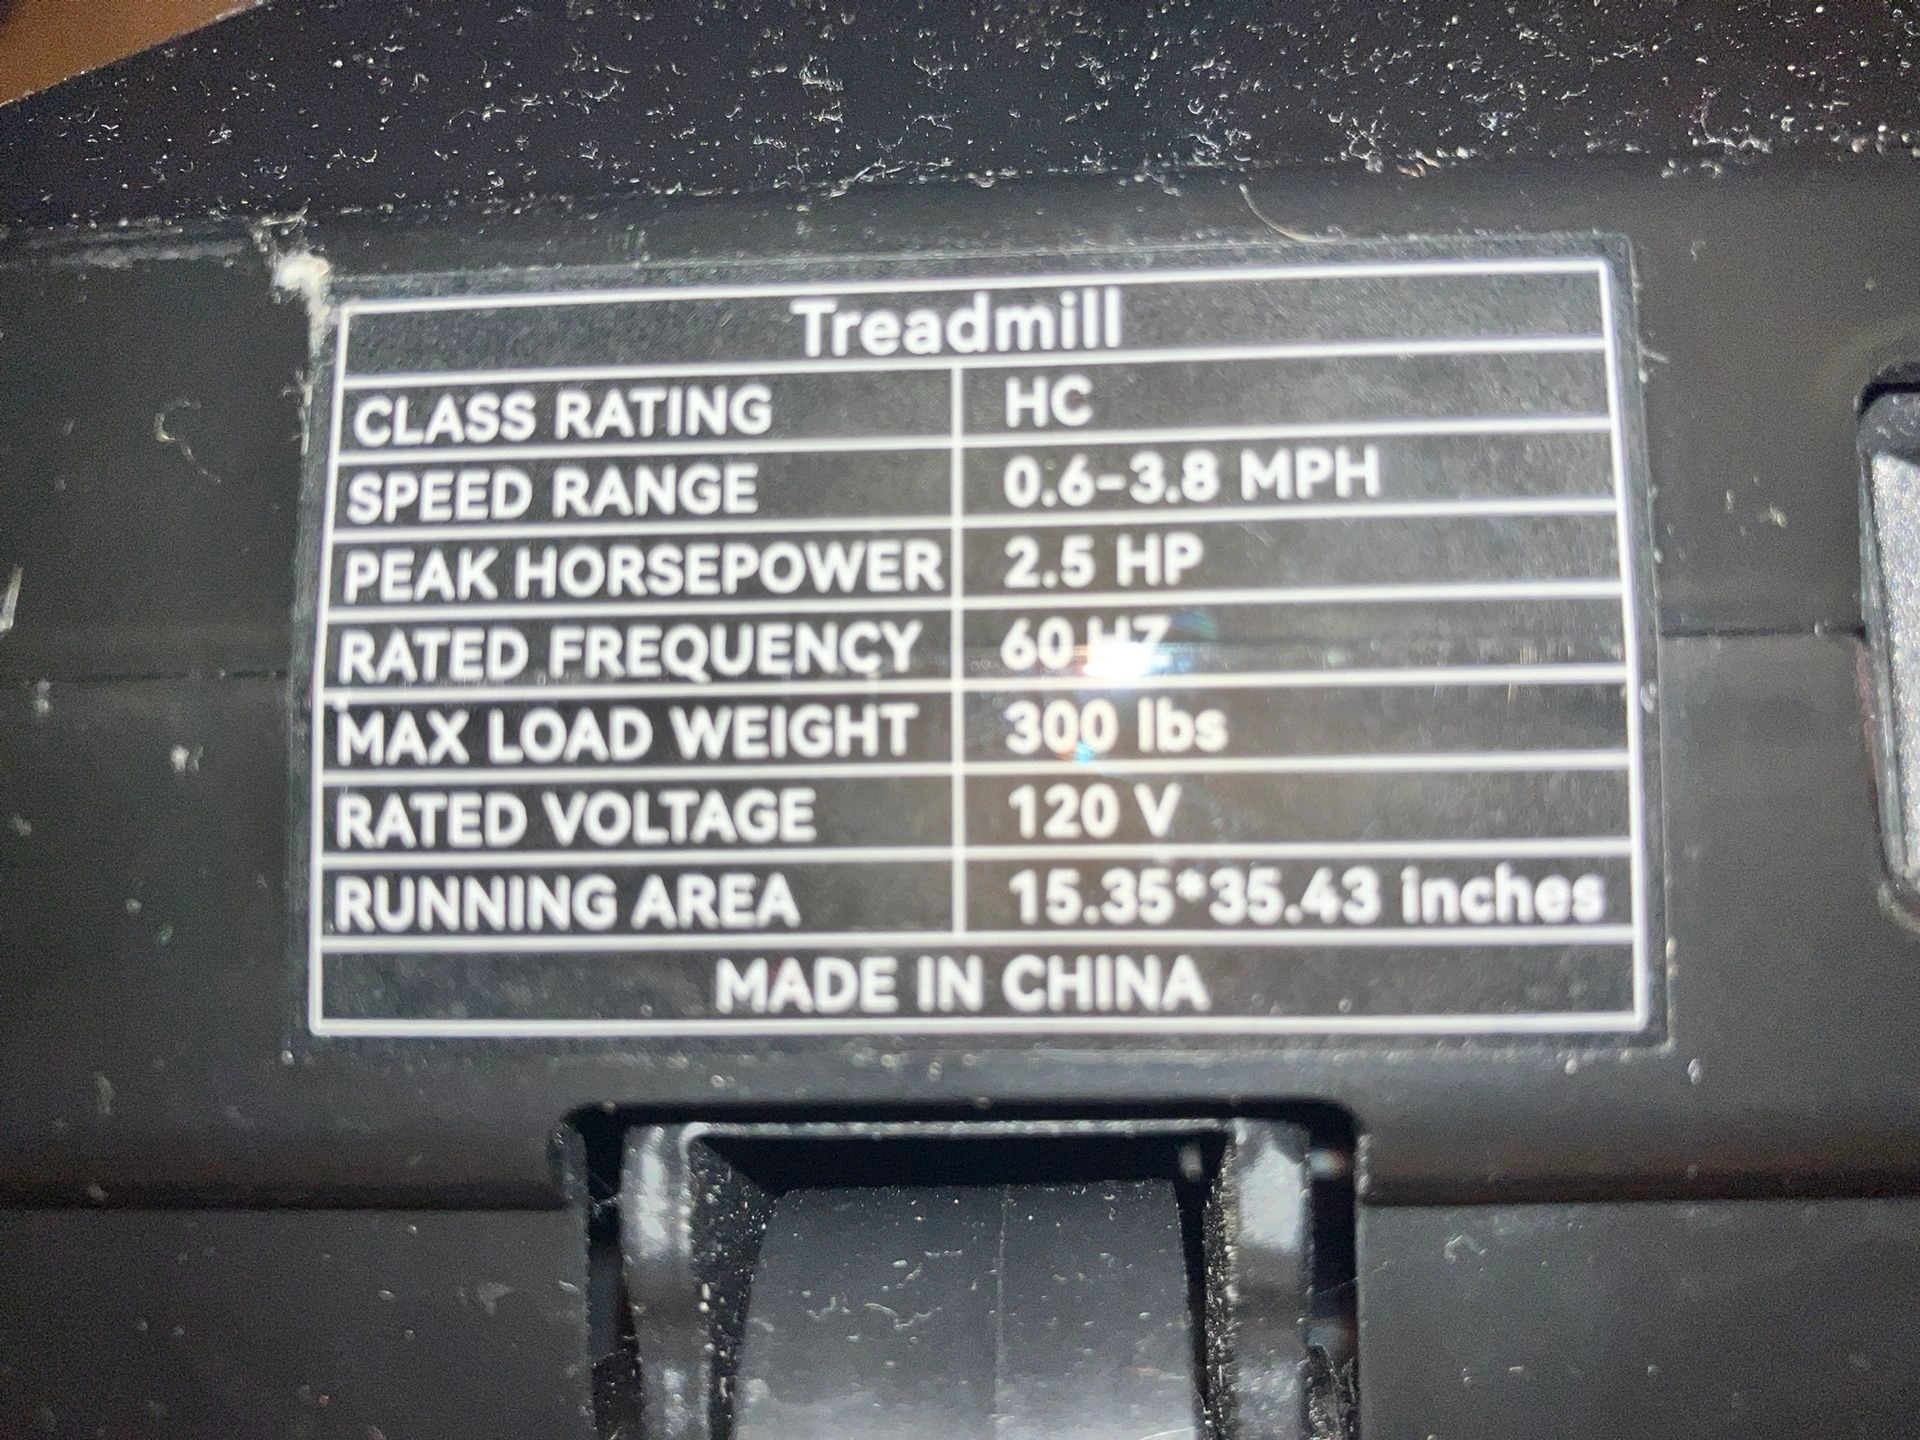 Treadmill
CLASS RATING HC
SPEED RANGE 0.6-3.8 MPH
PEAK HORSEPOWER 2.5 HP
RATED FREQUENCY 60 HZ
MAX LOAD WEIGHT 300 lbs
RATED VOLTAGE 120 V
RUNNING AREA 15.35*35.43 inches
MADE IN CHINA